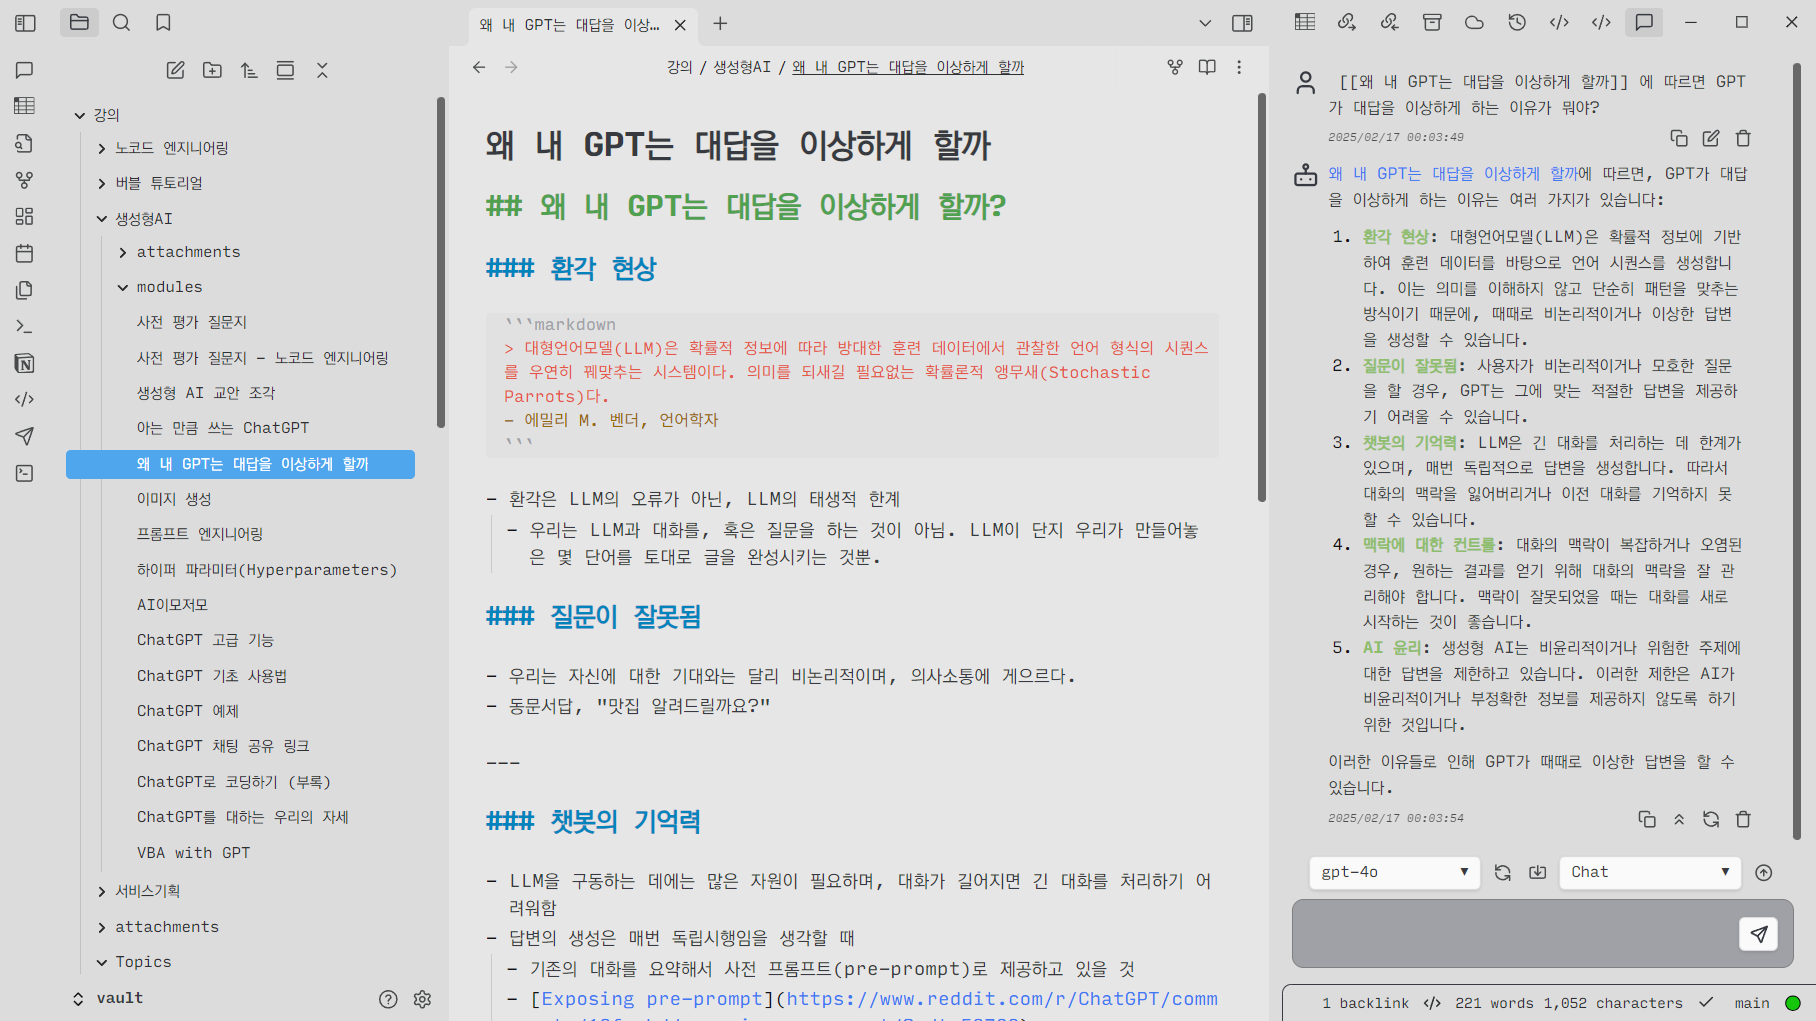 강의
노코드 엔지니어링
버블 튜토리얼
생성형AI
attachments
modules
사전 평가 질문지
사전 평가 질문지 - 노코드 엔지니어링
생성형 AI 교안 조각
아는 만큼 쓰는 ChatGPT
왜 내 GPT는 대답을 이상하게 할까
이미지 생성
프롬프트 엔지니어링
하이퍼 파라미터(Hyperparameters)
AI이모저모
ChatGPT 고급 기능
ChatGPT 기초 사용법
ChatGPT 예제
ChatGPT 채팅 공유 링크
ChatGPT로 코딩하기 (부록)
ChatGPT를 대하는 우리의 자세
VBA with GPT
서비스기획
attachments
Topics
vault
왜 내 GPT는 대답을 이상…
강의 / 생성형AI / 왜 내 GPT는 대답을 이상하게 할까
왜 내 GPT는 대답을 이상하게 할까
## 왜 내 GPT는 대답을 이상하게 할까?
### 환각 현상
```markdown
> 대형언어모델(LLM)은 확률적 정보에 따라 방대한 훈련 데이터에서 관찰한 언어 형식의 시퀀스
를 우연히 꿰맞추는 시스템이다. 의미를 되새길 필요없는 확률론적 앵무새(Stochastic
Parrots)다.
- 에밀리 M. 벤더, 언어학자
```
- 환각은 LLM의 오류가 아닌, LLM의 태생적 한계
- 우리는 LLM과 대화를, 혹은 질문을 하는 것이 아님. LLM이 단지 우리가 만들어놓
은 몇 단어를 토대로 글을 완성시키는 것뿐.
### 질문이 잘못됨
- 우리는 자신에 대한 기대와는 달리 비논리적이며, 의사소통에 게으르다.
- 동문서답, "맛집 알려드릴까요?"
---
### 챗봇의 기억력
- LLM을 구동하는 데에는 많은 자원이 필요하며, 대화가 길어지면 긴 대화를 처리하기 어
려워함
- 답변의 생성은 매번 독립시행임을 생각할 때
- 기존의 대화를 요약해서 사전 프롬프트(pre-prompt)로 제공하고 있을 것
- [Exposing pre-prompt](https://www.reddit.com/r/ChatGPT/comm
[[왜 내 GPT는 대답을 이상하게 할까]] 에 따르면 GPT
가 대답을 이상하게 하는 이유가 뭐야?
2025/02/17 00:03:49
왜 내 GPT는 대답을 이상하게 할까에 따르면, GPT가 대답
을 이상하게 하는 이유는 여러 가지가 있습니다:
1. 환각 현상: 대형언어모델(LLM)은 확률적 정보에 기반
하여 훈련 데이터를 바탕으로 언어 시퀀스를 생성합니
다. 이는 의미를 이해하지 않고 단순히 패턴을 맞추는
방식이기 때문에, 때때로 비논리적이거나 이상한 답변
을 생성할 수 있습니다.
2. 질문이 잘못됨: 사용자가 비논리적이거나 모호한 질문
을 할 경우, GPT는 그에 맞는 적절한 답변을 제공하
기 어려울 수 있습니다.
3. 챗봇의 기억력: LLM은 긴 대화를 처리하는 데 한계가
있으며, 매번 독립적으로 답변을 생성합니다. 따라서
대화의 맥락을 잃어버리거나 이전 대화를 기억하지 못
할 수 있습니다.
4. 맥락에 대한 컨트롤: 대화의 맥락이 복잡하거나 오염된
경우, 원하는 결과를 얻기 위해 대화의 맥락을 잘 관
리해야 합니다. 맥락이 잘못되었을 때는 대화를 새로
시작하는 것이 좋습니다.
5. AI 윤리: 생성형 AI는 비윤리적이거나 위험한 주제에
대한 답변을 제한하고 있습니다. 이러한 제한은 AI가
비윤리적이거나 부정확한 정보를 제공하지 않도록 하기
위한 것입니다.
이러한 이유들로 인해 GPT가 때때로 이상한 답변을 할 수
있습니다.
2025/02/17 00:03:54
gpt-4o
Chat
1 backlink
221 words 1,052 characters
main